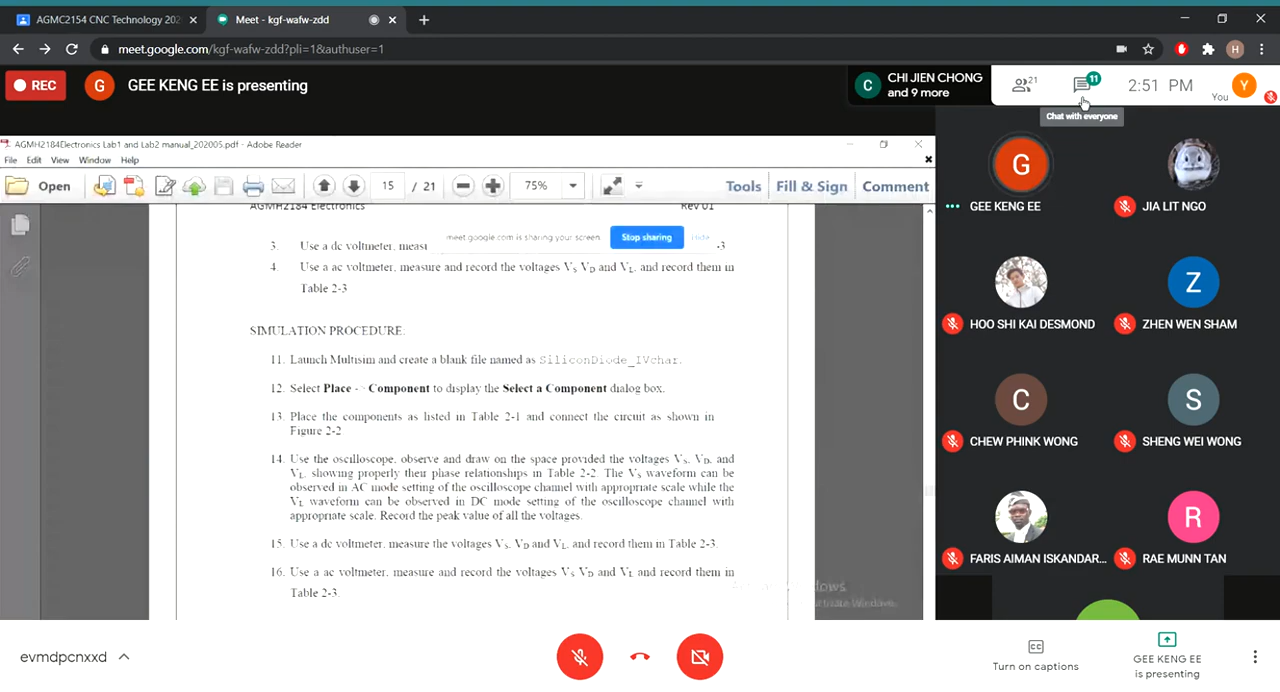 AGMC2154 CNC Technology 202
Meet - kgf-wafw-zdd
meet.google.com/kgf-wafw-zdd?pli=1&authuser=1
H
REC
G
GEE KENG EE is presenting
C
CHI JIEN CHONG
and 9 more
21
11
2:51 PM
You
Y
Chat with everyone
AGMH2184Electronics Lab1 and Lab2 manual_202005.pdf - Adobe Reader
File Edit View Window Help
Open
15 / 21
75%
Tools
Fill & Sign
Comment
AGMH2184 Electronics
Rev 01
3. Use a dc voltmeter, meas
meet.google.com is sharing your screen.
Stop sharing
Hide
-3
4. Use a ac voltmeter, measure and record the voltages VS VD and VL, and record them in
Table 2-3
SIMULATION PROCEDURE:
11. Launch Multisim and create a blank file named as SiliconDiode_IVchar.
12. Select Place - Component to display the Select a Component dialog box.
13. Place the components as listed in Table 2-1 and connect the circuit as shown in
Figure 2-2
14. Use the oscilloscope, observe and draw on the space provided the voltages VS, VD, and
VL, showing properly their phase relationships in Table 2-2. The VS waveform can be
observed in AC mode setting of the oscilloscope channel with appropriate scale while the
VL waveform can be observed in DC mode setting of the oscilloscope channel with
appropriate scale. Record the peak value of all the voltages.
15. Use a dc voltmeter, measure the voltages VS, VD and VL, and record them in Table 2-3.
16. Use a ac voltmeter, measure and record the voltages VS VD and VL and record them in
Table 2-3.
G
GEE KENG EE
JIA LIT NGO
HOO SHI KAI DESMOND
Z
ZHEN WEN SHAM
C
CHEW PHINK WONG
S
SHENG WEI WONG
FARIS AIMAN ISKANDAR...
R
RAE MUNN TAN
evmdpcnxxd
CC
Turn on captions
GEE KENG EE
is presenting